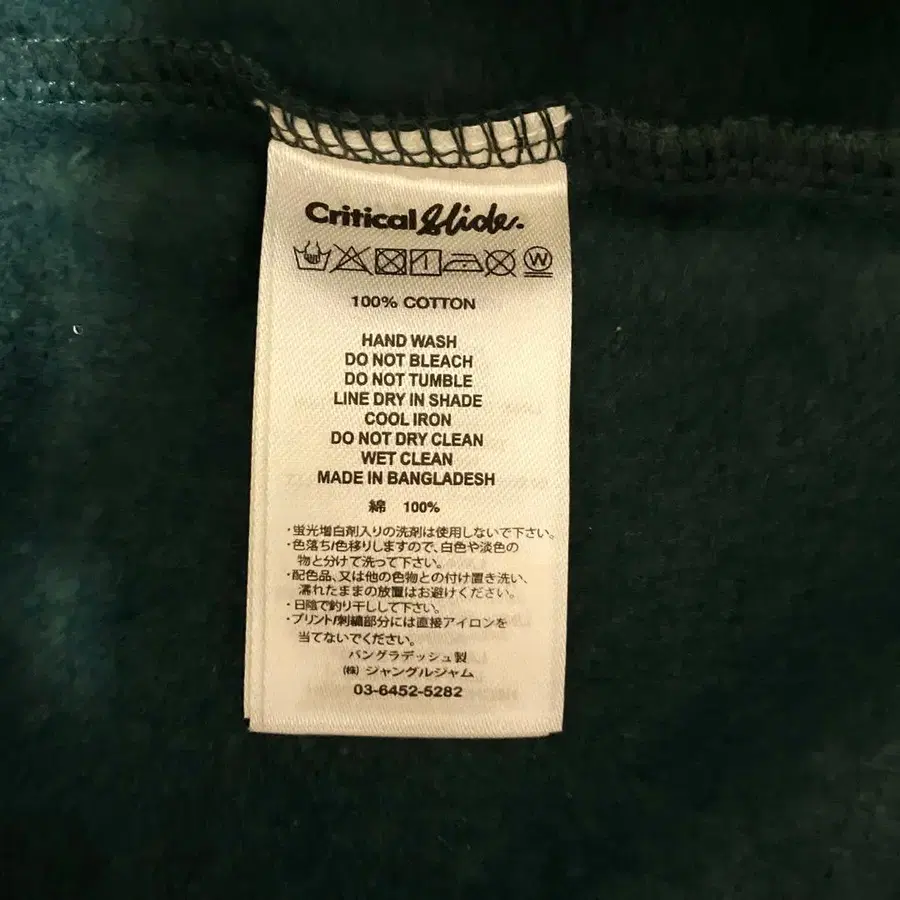 Critical Slide.
W
100% COTTON
HAND WASH
DO NOT BLEACH
DO NOT TUMBLE
LINE DRY IN SHADE
COOL IRON
DO NOT DRY CLEAN
WET CLEAN
MADE IN BANGLADESH
綿 100%
・蛍光増白剤入りの洗剤は使用しないで下さい。
・色落ち/色移りしますので、白色や淡色の
物と分けて洗って下さい。
・配色品、又は他の色物との付け置き洗い、
濡れたままの放置はお避けください。
・日陰で釣り干しして下さい。
・プリント/刺繍部分には直接アイロンを
当てないでください。
バングラデッシュ製
(株) ジャングルジャム
03-6452-5282